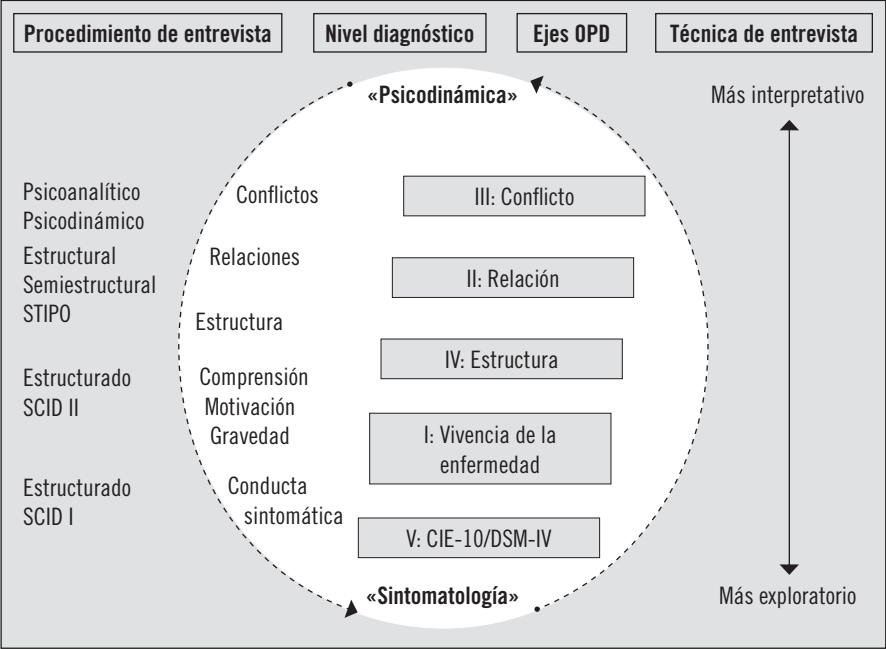 Procedimiento de entrevista
Nivel diagnóstico
Ejes OPD
Técnica de entrevista
«Psicodinámica»
Más interpretativo
Psicoanalítico
Psicodinámico
Conflictos
III: Conflicto
Estructural
Semiestructural
STIPO
Relaciones
II: Relación
Estructura
IV: Estructura
Estructurado
SCID II
Comprensión
Motivación
Gravedad
I: Vivencia de la
enfermedad
Estructurado
SCID I
Conducta
sintomática
V: CIE-10/DSM-IV
«Sintomatología»
Más exploratorio